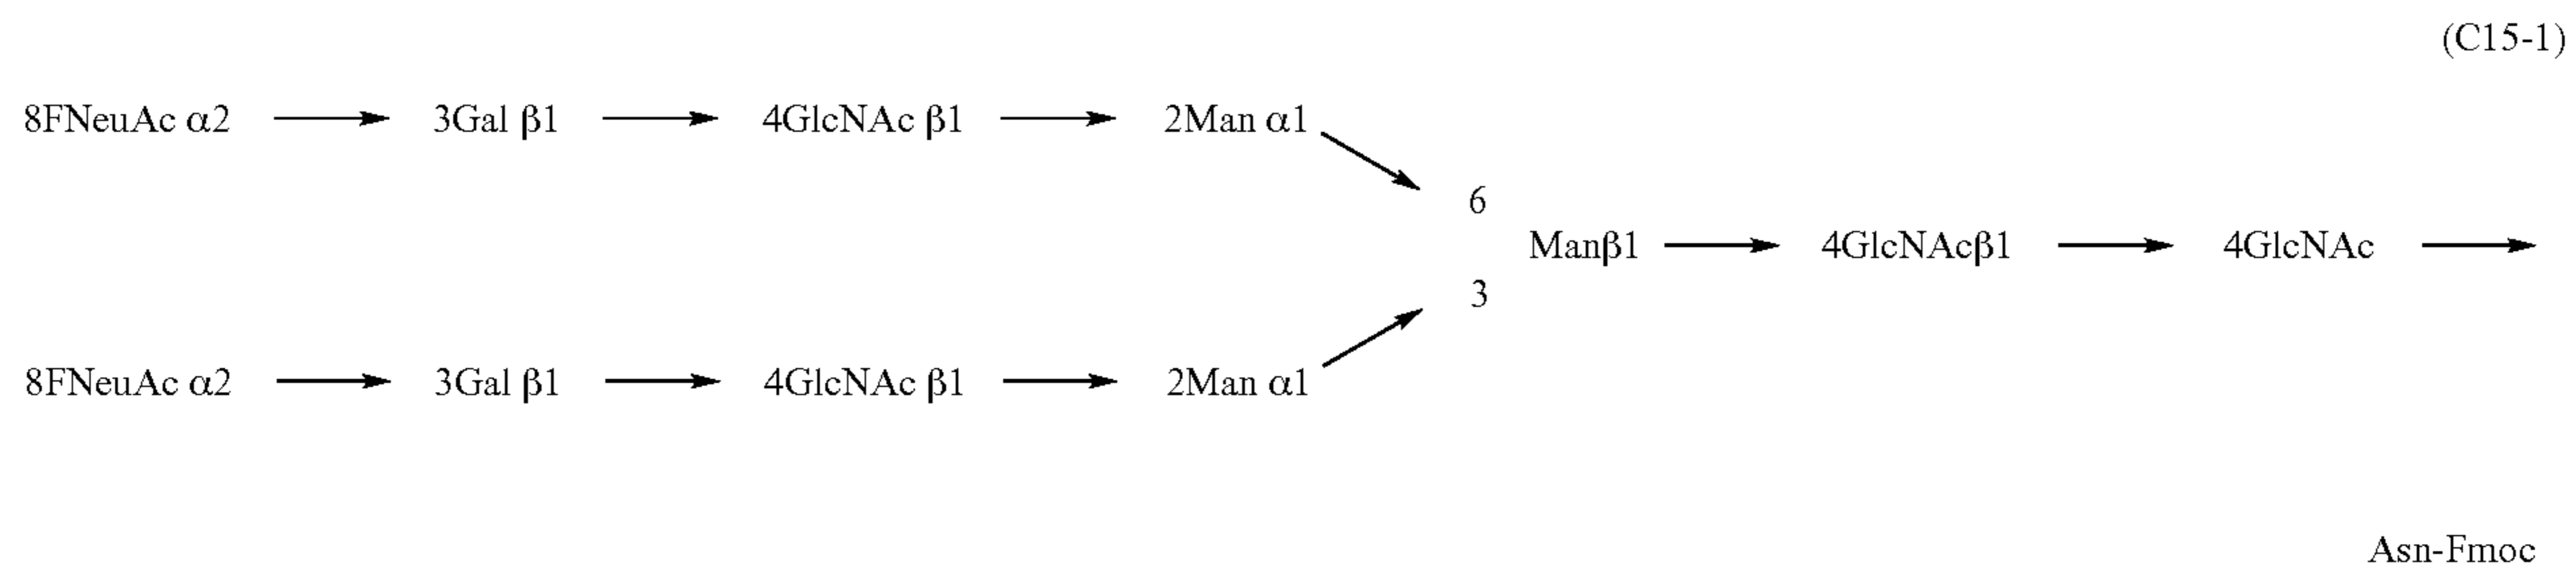 (C15-1)
8FNeuAc α2 → 3Gal β1 → 4GlcNAc β1 → 2Man α1
6
Manβ1 → 4GlcNAcβ1 → 4GlcNAc →
3
8FNeuAc α2 → 3Gal β1 → 4GlcNAc β1 → 2Man α1
Asn-Fmoc